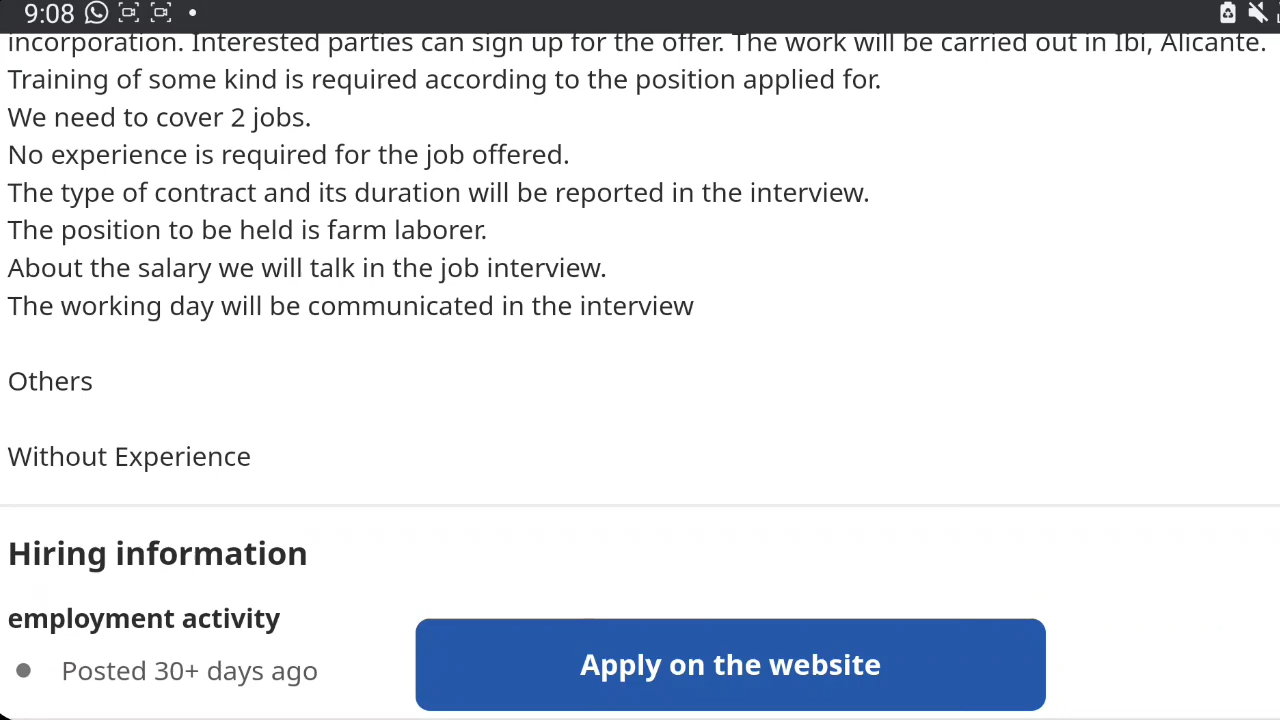 9:08
incorporation. Interested parties can sign up for the offer. The work will be carried out in Ibi, Alicante.
Training of some kind is required according to the position applied for.
We need to cover 2 jobs.
No experience is required for the job offered.
The type of contract and its duration will be reported in the interview.
The position to be held is farm laborer.
About the salary we will talk in the job interview.
The working day will be communicated in the interview
Others
Without Experience
Hiring information
employment activity
Posted 30+ days ago
Apply on the website